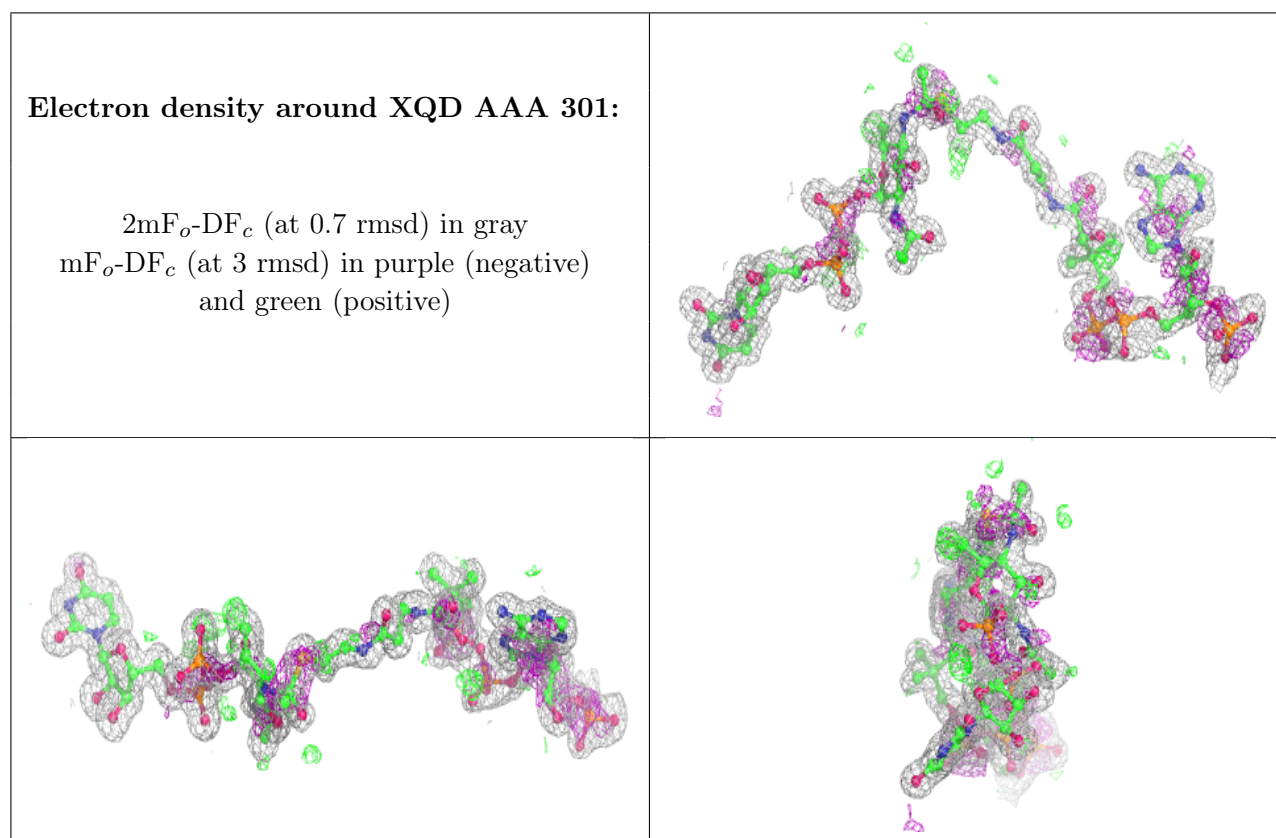 Electron density around XQD AAA 301:
2mFₒ-DF𝒸 (at 0.7 rmsd) in gray
mFₒ-DF𝒸 (at 3 rmsd) in purple (negative)
and green (positive)